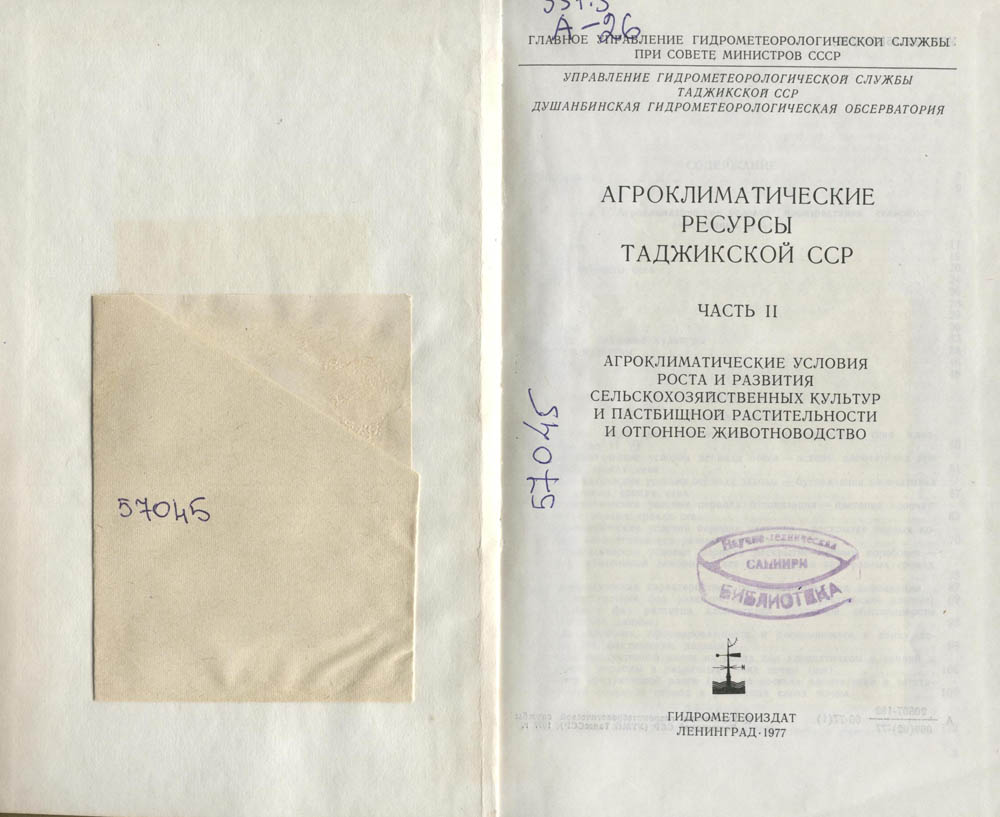 57045
А-26
ГЛАВНОЕ УПРАВЛЕНИЕ ГИДРОМЕТЕОРОЛОГИЧЕСКОЙ СЛУЖБЫ
ПРИ СОВЕТЕ МИНИСТРОВ СССР
УПРАВЛЕНИЕ ГИДРОМЕТЕОРОЛОГИЧЕСКОЙ СЛУЖБЫ
ТАДЖИКСКОЙ ССР
ДУШАНБИНСКАЯ ГИДРОМЕТЕОРОЛОГИЧЕСКАЯ ОБСЕРВАТОРИЯ
АГРОКЛИМАТИЧЕСКИЕ
РЕСУРСЫ
ТАДЖИКСКОЙ ССР
ЧАСТЬ II
АГРОКЛИМАТИЧЕСКИЕ УСЛОВИЯ
РОСТА И РАЗВИТИЯ
СЕЛЬСКОХОЗЯЙСТВЕННЫХ КУЛЬТУР
И ПАСТБИЩНОЙ РАСТИТЕЛЬНОСТИ
И ОТГОННОЕ ЖИВОТНОВОДСТВО
57045
Научно-техническая
САНИИРИ
БИБЛИОТЕКА
ГИДРОМЕТЕОИЗДАТ
ЛЕНИНГРАД·1977